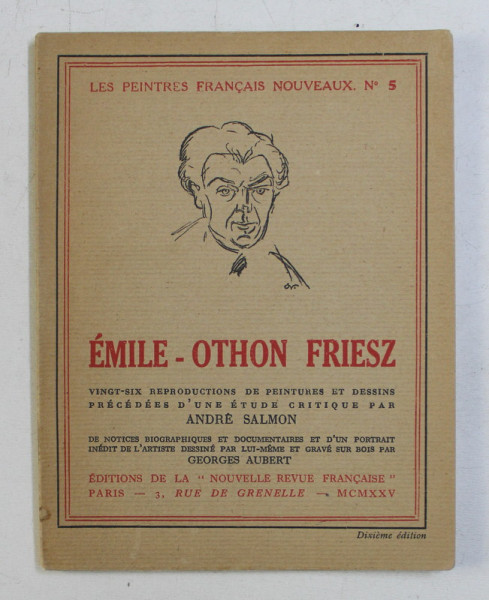 LES PEINTRES FRANÇAIS NOUVEAUX. Nº 5
ÉMILE - OTHON FRIESZ
VINGT-SIX REPRODUCTIONS DE PEINTURES ET DESSINS
PRÉCÉDÉES D'UNE ÉTUDE CRITIQUE PAR
ANDRÉ SALMON
DE NOTICES BIOGRAPHIQUES ET DOCUMENTAIRES ET D'UN PORTRAIT
INÉDIT DE L'ARTISTE DESSINÉ PAR LUI-MÊME ET GRAVÉ SUR BOIS PAR
GEORGES AUBERT
ÉDITIONS DE LA " NOUVELLE REVUE FRANÇAISE "
PARIS — 3, RUE DE GRENELLE — MCMXXV
Dixième édition